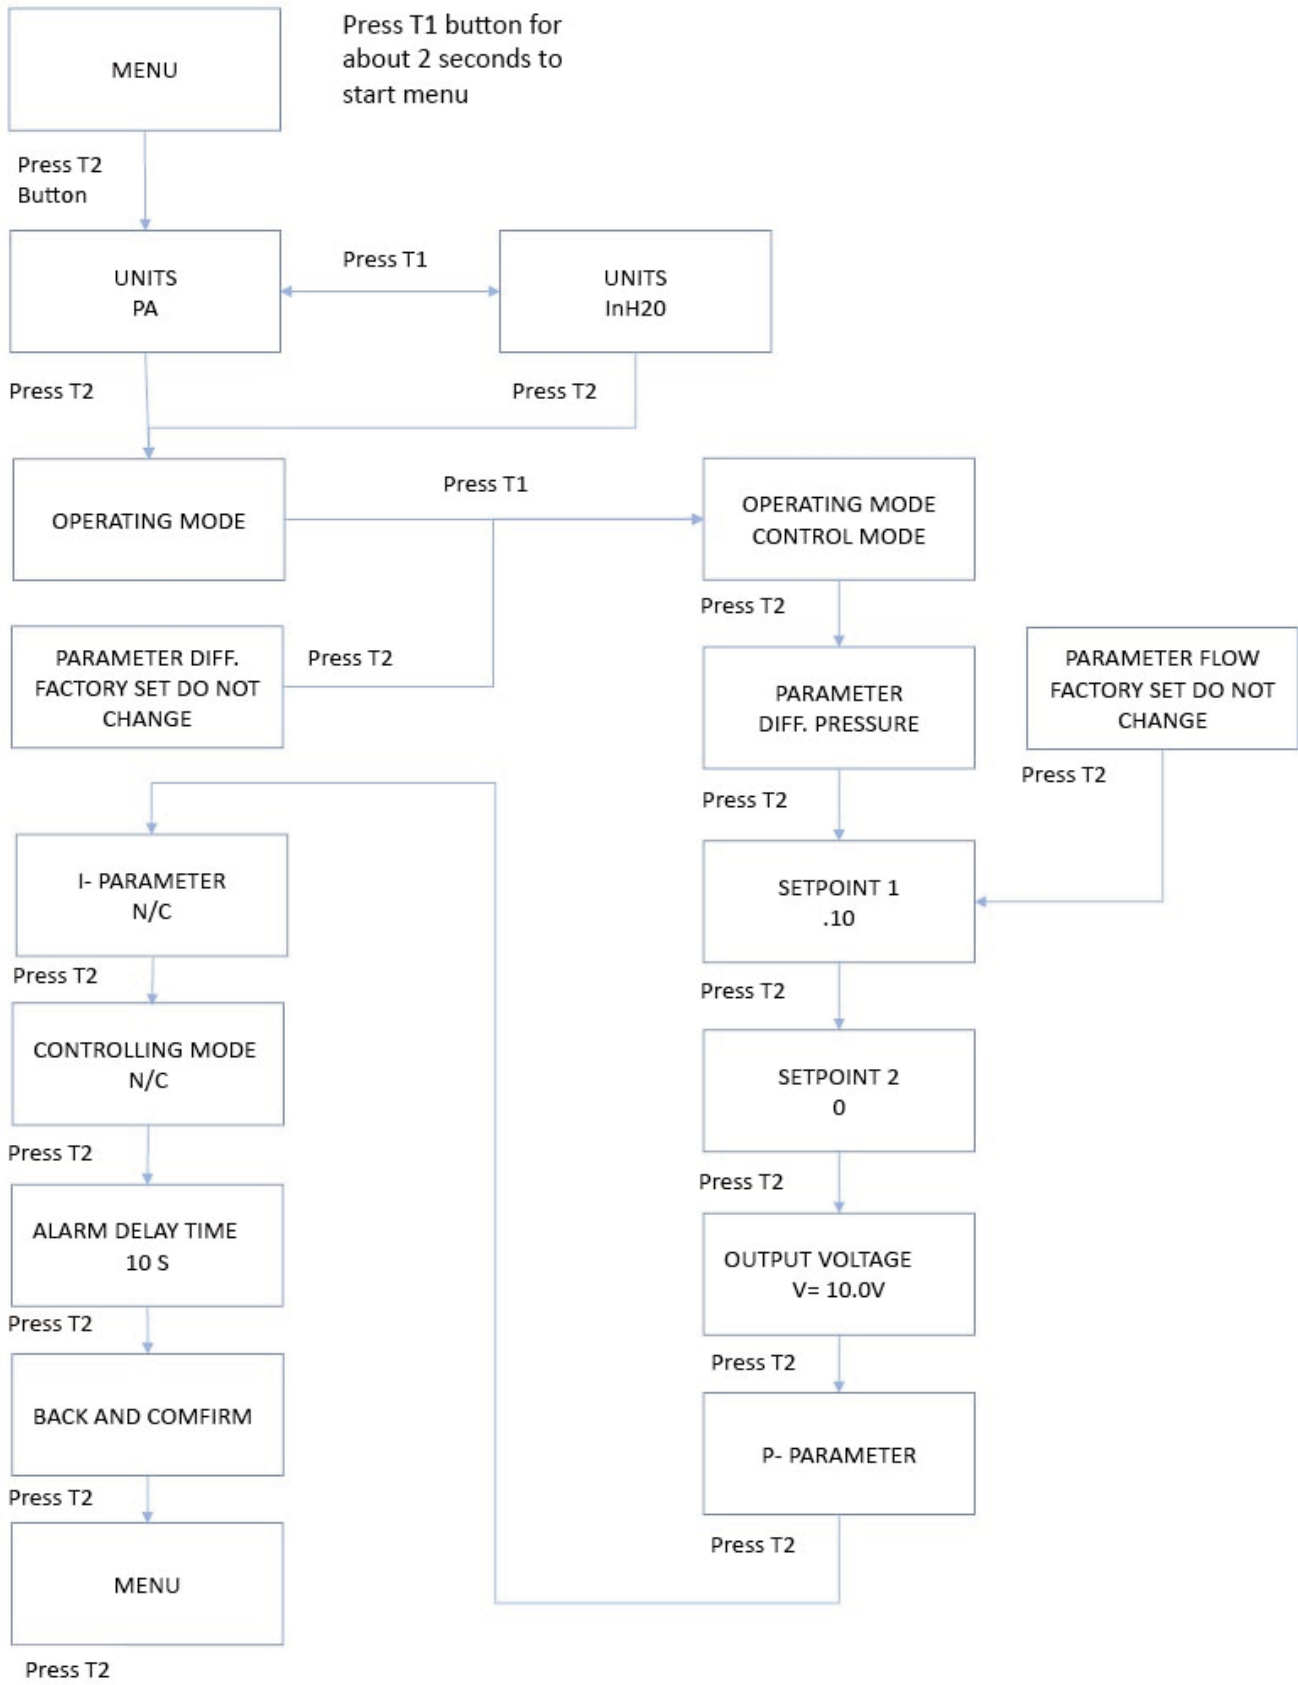 MENU
Press T1 button for
about 2 seconds to
start menu
Press T2
Button
UNITS
PA
Press T1
UNITS
InH20
Press T2
Press T2
OPERATING MODE
Press T1
OPERATING MODE
CONTROL MODE
Press T2
PARAMETER DIFF.
FACTORY SET DO NOT
CHANGE
Press T2
PARAMETER
DIFF. PRESSURE
PARAMETER FLOW
FACTORY SET DO NOT
CHANGE
Press T2
Press T2
SETPOINT 1
.10
Press T2
SETPOINT 2
0
Press T2
OUTPUT VOLTAGE
V= 10.0V
Press T2
P- PARAMETER
Press T2
I- PARAMETER
N/C
Press T2
CONTROLLING MODE
N/C
Press T2
ALARM DELAY TIME
10 S
Press T2
BACK AND COMFIRM
Press T2
MENU
Press T2